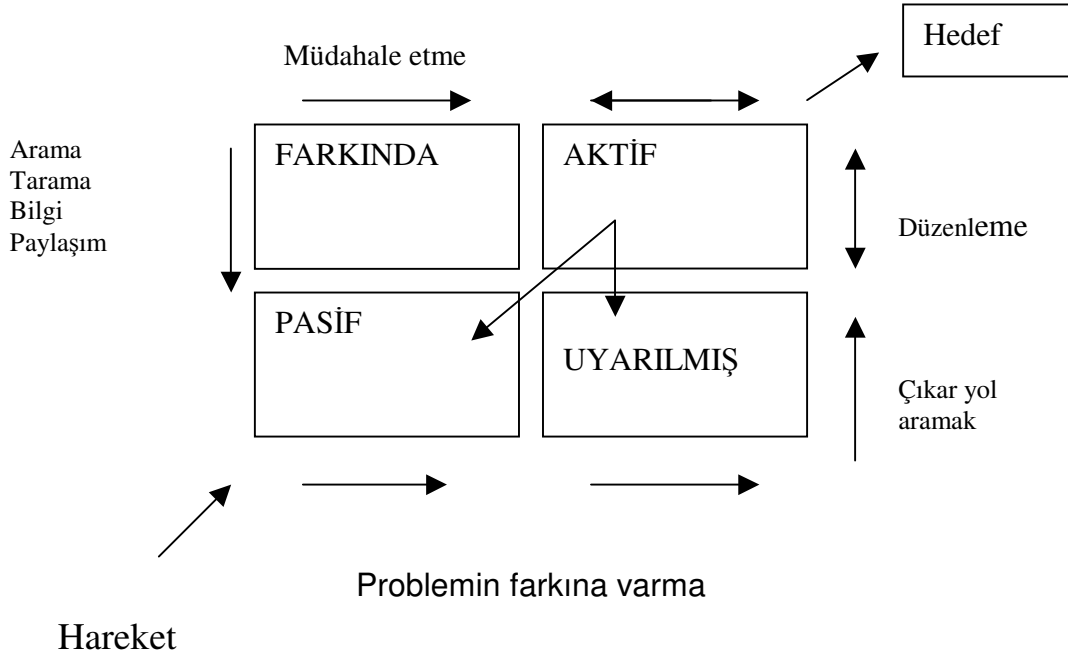 Hedef
Müdahale etme
Arama
Tarama
Bilgi
Paylaşım
FARKINDA
AKTİF
Düzenleme
PASİF
UYARILMIŞ
Çıkar yol
aramak
Problemin farkına varma
Hareket